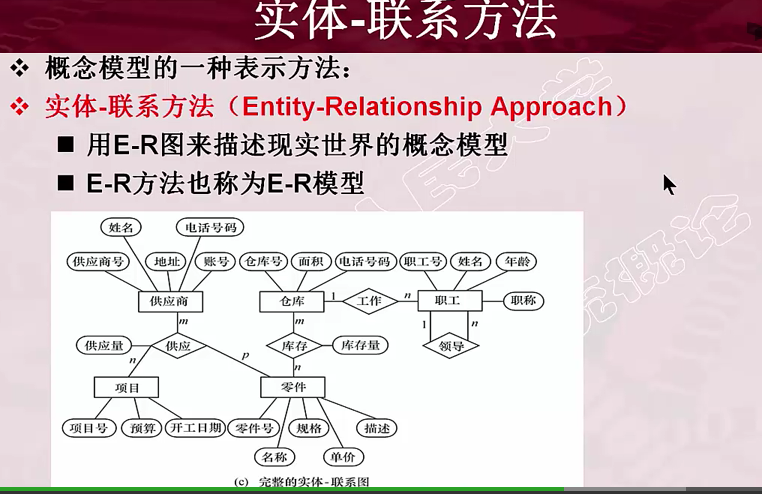 实体-联系方法
❖ 概念模型的一种表示方法：
❖ 实体-联系方法（Entity-Relationship Approach）
■ 用E-R图来描述现实世界的概念模型
■ E-R方法也称为E-R模型
姓名 电话号码
供应商号 地址 账号 仓库号 面积 电话号码 职工号 姓名 年龄
供应商 仓库 1 工作 n 职工 职称
m m 1 n
供应量 供应 库存 库存量 领导
n p n
项目 零件
项目号 预算 开工日期 零件号 规格 描述
名称 单价
(c) 完整的实体-联系图